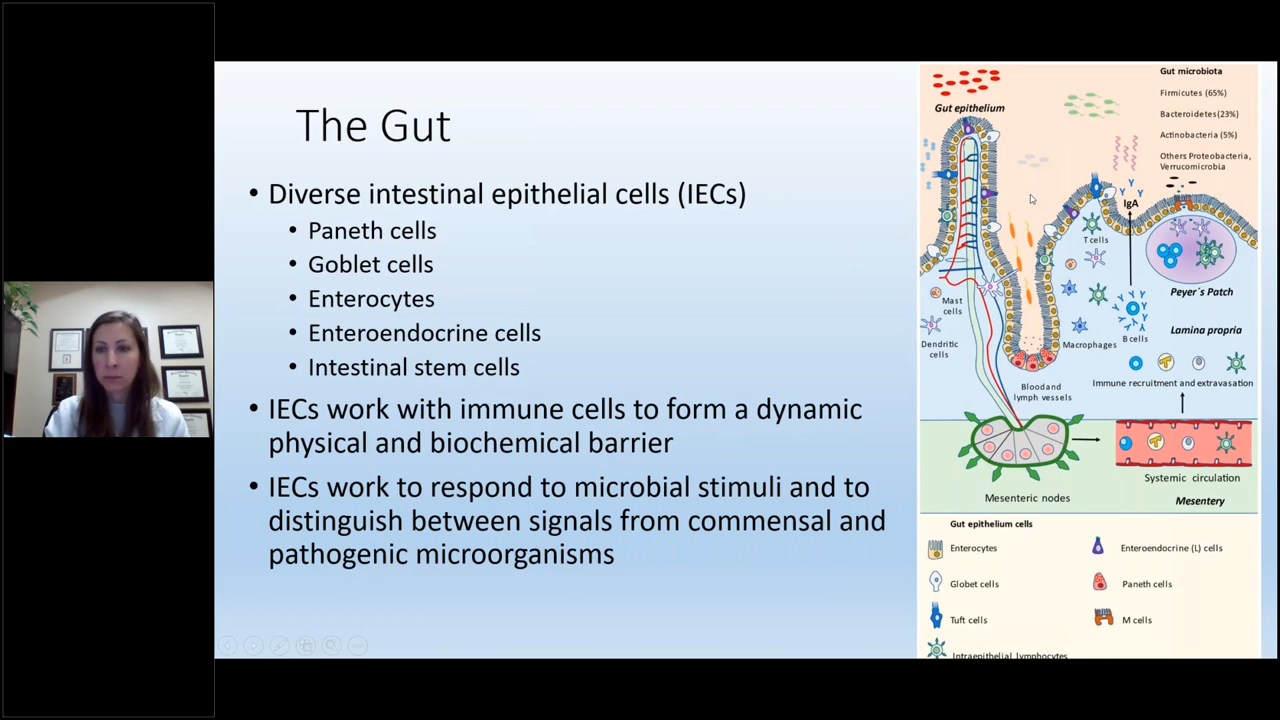 The Gut
• Diverse intestinal epithelial cells (IECs)
• Paneth cells
• Goblet cells
• Enterocytes
• Enteroendocrine cells
• Intestinal stem cells
• IECs work with immune cells to form a dynamic
physical and biochemical barrier
• IECs work to respond to microbial stimuli and to
distinguish between signals from commensal and
pathogenic microorganisms
Gut epithelium
Gut microbiota
Firmicutes (65%)
Bacteroidetes(23%)
Actinobacteria (5%)
Others Proteobacteria,
Verrucomicrobia
IgA
T cells
Peyer´s Patch
Mast
cells
Lamina propria
Dendritic
cells
Macrophages
B cells
Blood and
lymph vessels
Immune recruitment and extravasation
Mesenteric nodes
Systemic circulation
Mesentery
Gut epithelium cells
Enterocytes
Enteroendocrine (L) cells
Globet cells
Paneth cells
Tuft cells
M cells
Intraepithelial lymphocytes